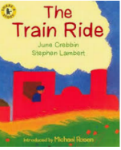 The
Train Ride
June Crebbin
Stephen Lambert
Introduced by Michael Rosen